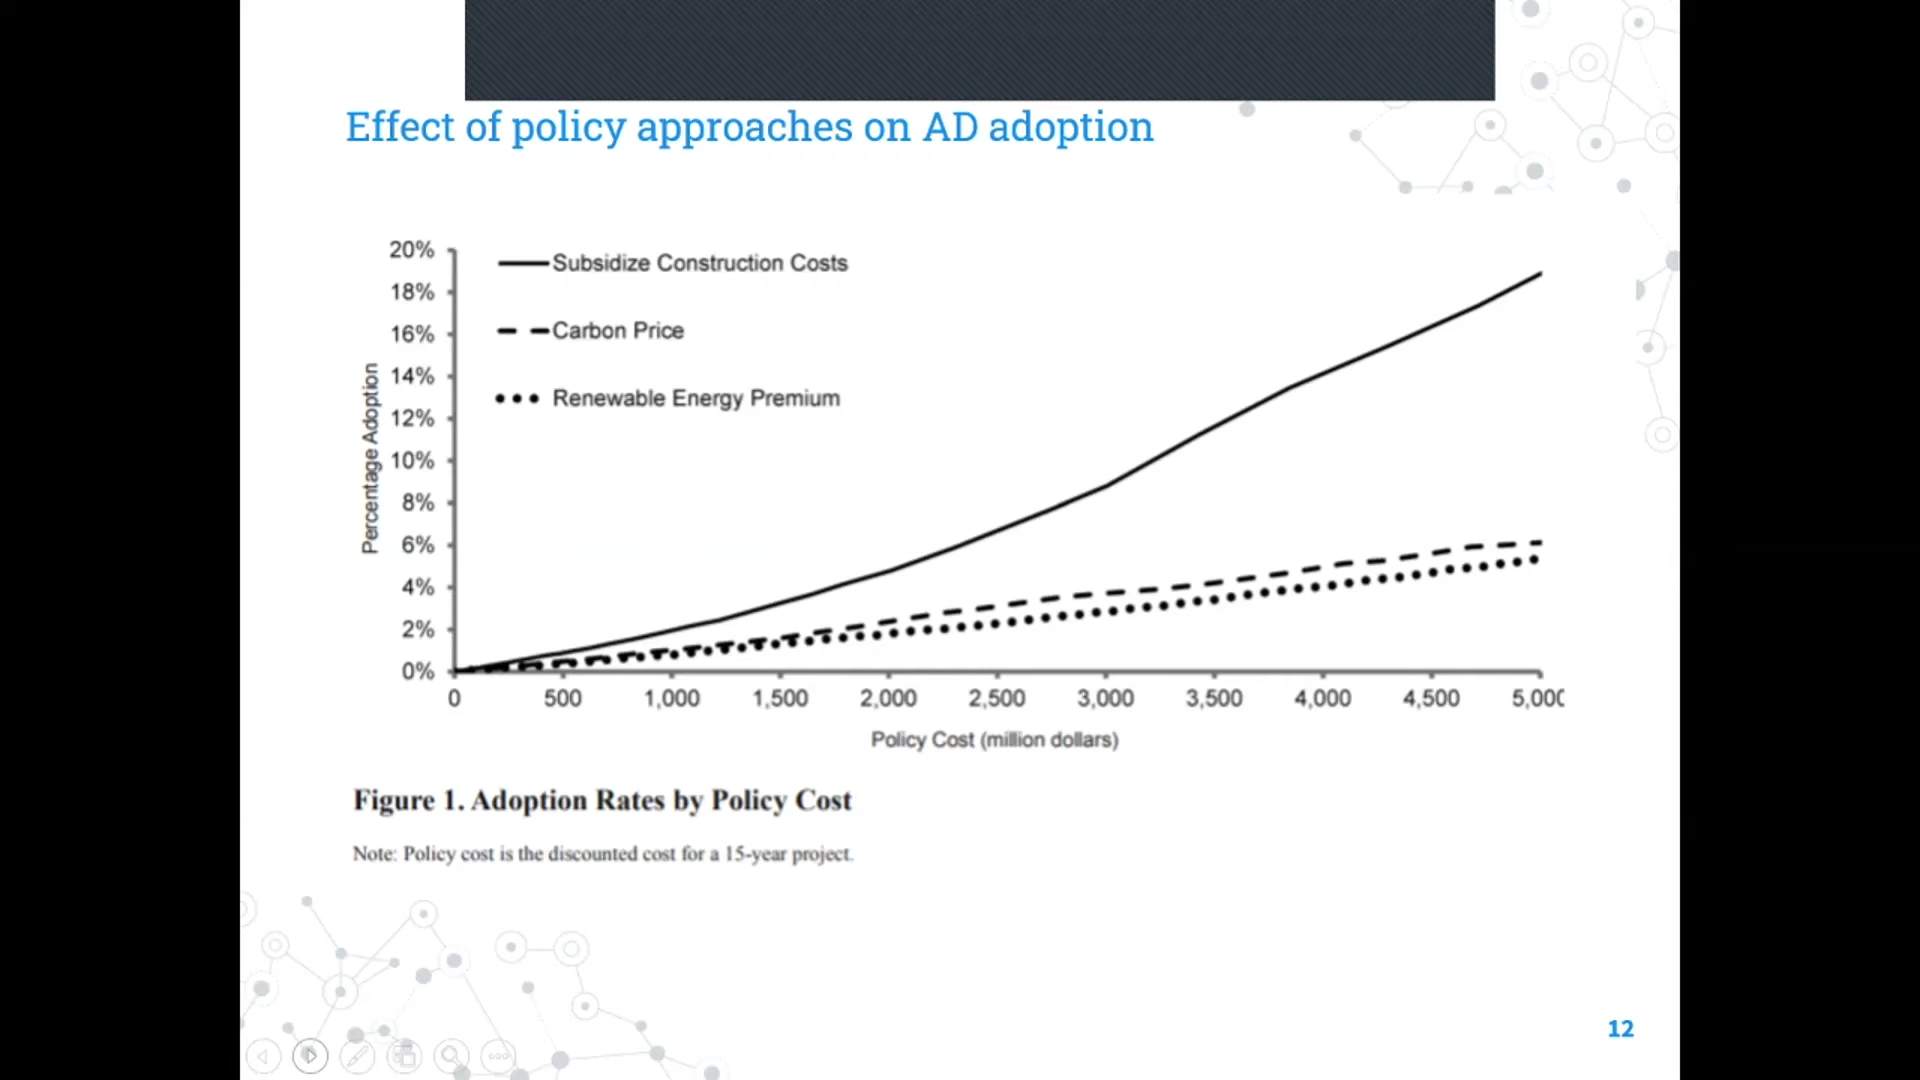 Effect of policy approaches on AD adoption
20%
18%
16%
14%
12%
10%
8%
6%
4%
2%
0%
Percentage Adoption
Subsidize Construction Costs
Carbon Price
Renewable Energy Premium
0 500 1,000 1,500 2,000 2,500 3,000 3,500 4,000 4,500 5,000
Policy Cost (million dollars)
Figure 1. Adoption Rates by Policy Cost
Note: Policy cost is the discounted cost for a 15-year project.
12